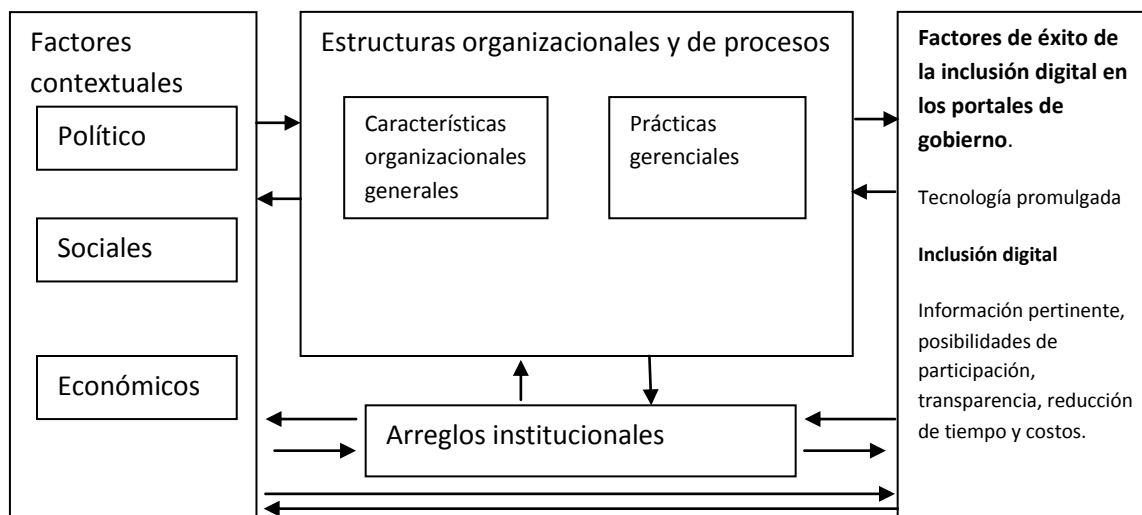 Factores
contextuales
Político
Sociales
Económicos
Estructuras organizacionales y de procesos
Característícas
organizacionales
generales
Prácticas
gerenciales
Arreglos institucionales
Factores de éxito de
la inclusión digital en
los portales de
gobierno.
Tecnología promulgada
Inclusión digital
Información pertinente,
posibilidades de
participación,
transparencia, reducción
de tiempo y costos.